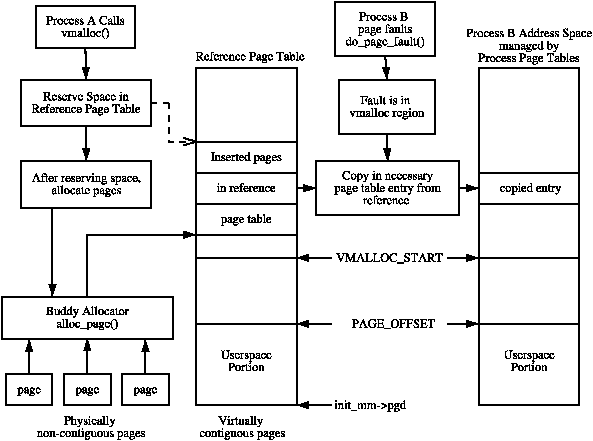 Process A Calls
vmalloc()
Reserve Space in
Reference Page Table
After reserving space,
allocate pages
Buddy Allocator
alloc_page()
page
page
page
Physically
non-contiguous pages
Reference Page Table
Inserted pages
in reference
page table
Userspace
Portion
Virtually
contiguous pages
Process B
page faults
do_page_fault()
Fault is in
vmalloc region
Copy in necessary
page table entry from
reference
VMALLOC_START
PAGE_OFFSET
init_mm->pgd
Process B Address Space
managed by
Process Page Tables
copied entry
Userspace
Portion